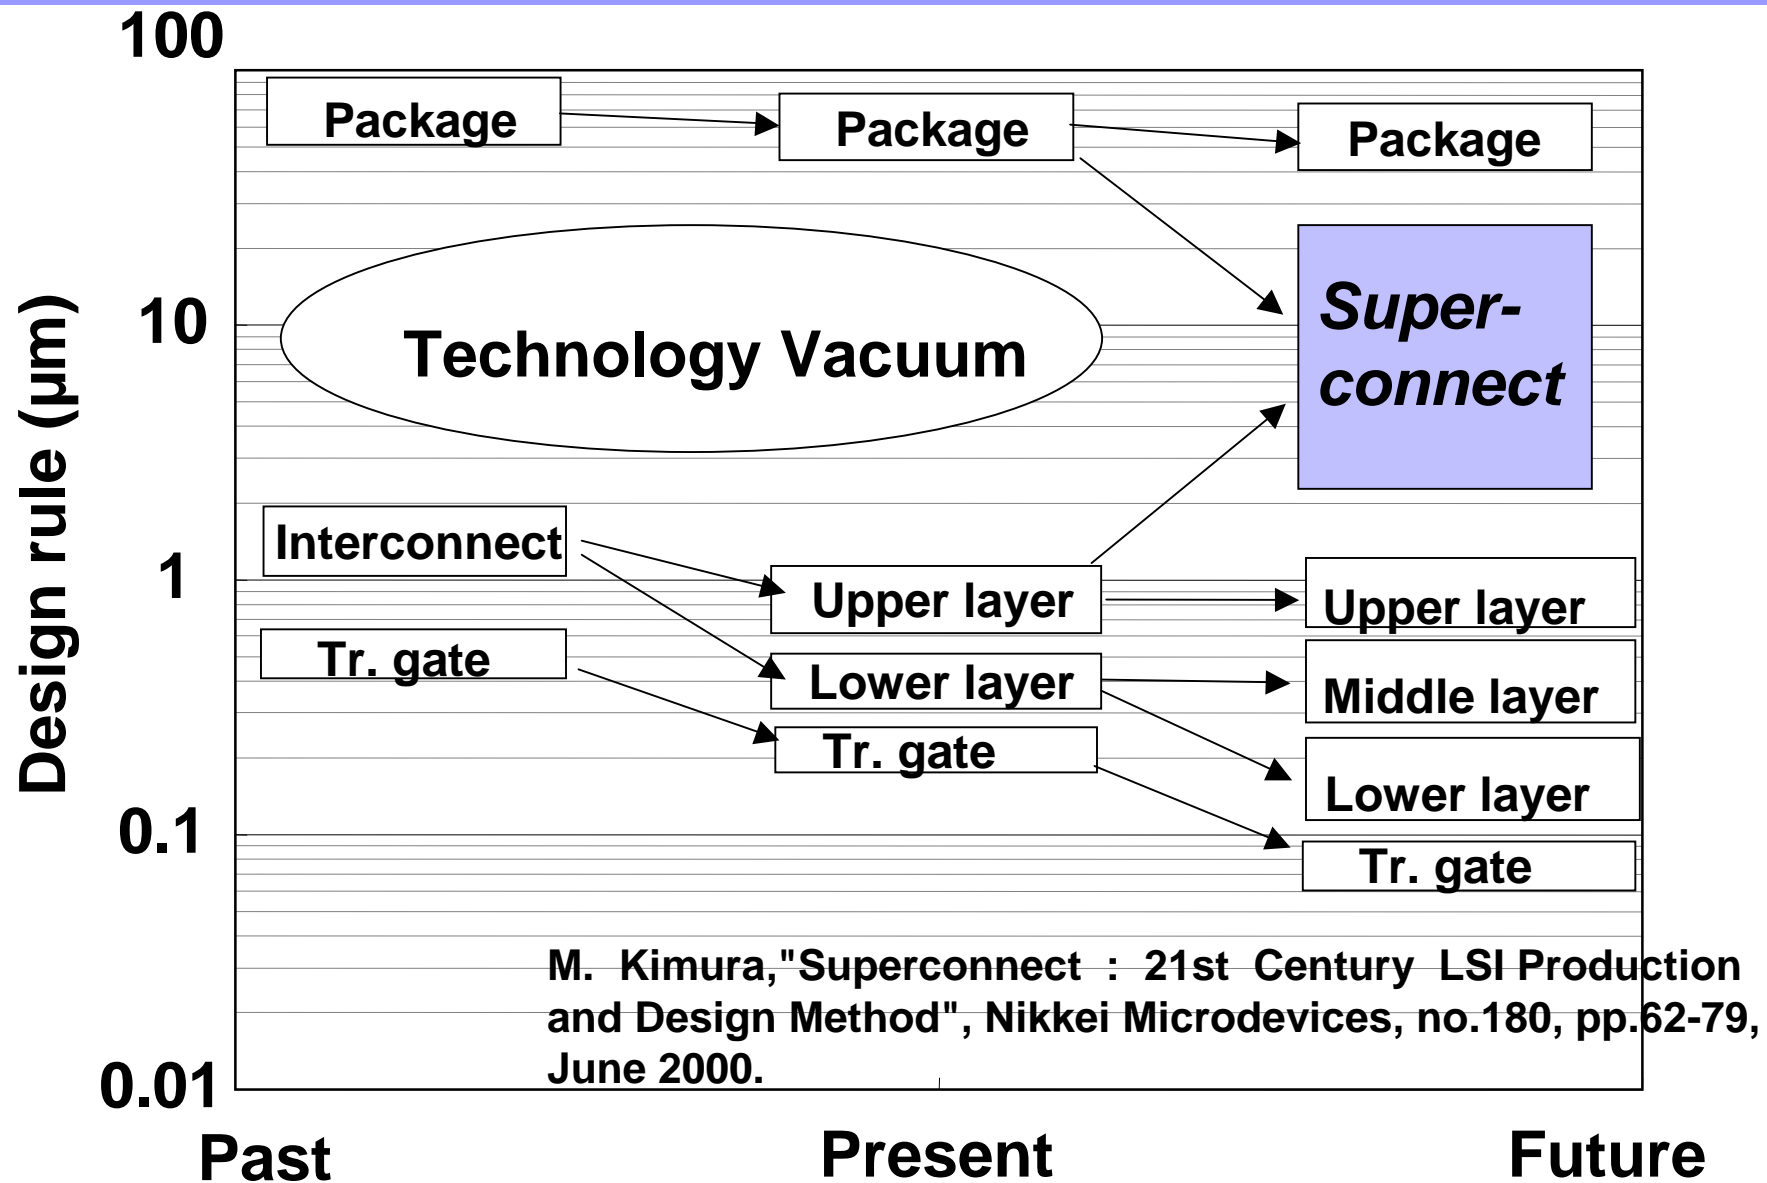 100
Package
Package
Package
Design rule (µm)
10
Technology Vacuum
Super-
connect
Interconnect
1
Upper layer
Upper layer
Tr. gate
Lower layer
Middle layer
Tr. gate
Lower layer
0.1
Tr. gate
M. Kimura,"Superconnect : 21st Century LSI Production
and Design Method", Nikkei Microdevices, no.180, pp.62-79,
June 2000.
0.01
Past
Present
Future